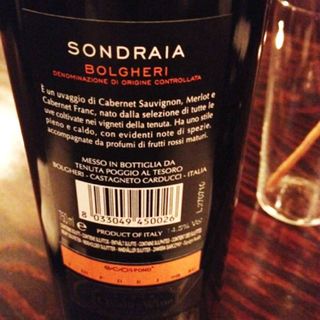 SONDRAIA
BOLGHERI
DENOMINAZIONE DI ORIGINE CONTROLLATA
È un uvaggio di Cabernet Sauvignon, Merlot e
Cabernet Franc, nato dalla selezione di tutte le
uve coltivate nei vigneti della tenuta. Ha uno stile
pieno e caldo, con evidenti note di spezie,
accompagnate da profumi di frutti rossi maturi.
MESSO IN BOTTIGLIA DA
TENUTA POGGIO AL TESORO
BOLGHERI - CASTAGNETO CARDUCCI - ITALIA
750 ml e
8 033049 450026
L.270710
PRODUCT OF ITALY
14.5% Vol.